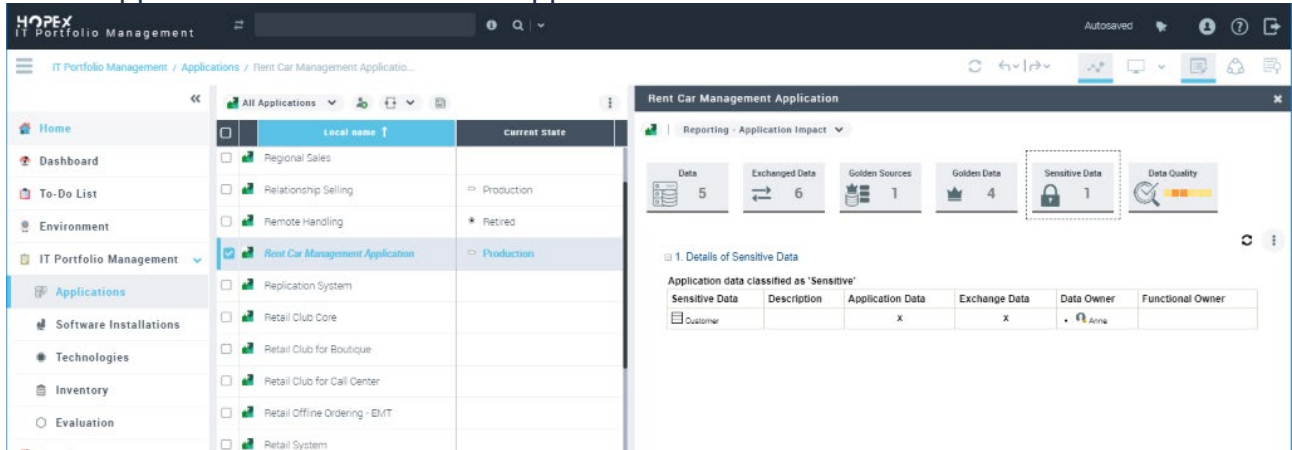 HOPEX
IT Portfolio Management
Autosaved
IT Portfolio Management / Applications / Rent Car Management Applicatio...
Home
Dashboard
To-Do List
Environment
IT Portfolio Management
Applications
Software Installations
Technologies
Inventory
Evaluation
All Applications
Local name ↑ Current State
Regional Sales
Relationship Selling Production
Remote Handling Retired
Rent Car Management Application Production
Replication System
Retail Club Core
Retail Club for Boutique
Retail Club for Call Center
Retail Offline Ordering - EMT
Retail System
Rent Car Management Application
Reporting - Application Impact
Data 5
Exchanged Data 6
Golden Sources 1
Golden Data 4
Sensitive Data 1
Data Quality
1. Details of Sensitive Data
Application data classified as 'Sensitive'
Sensitive Data Description Application Data Exchange Data Data Owner Functional Owner
Customer X X • Anne